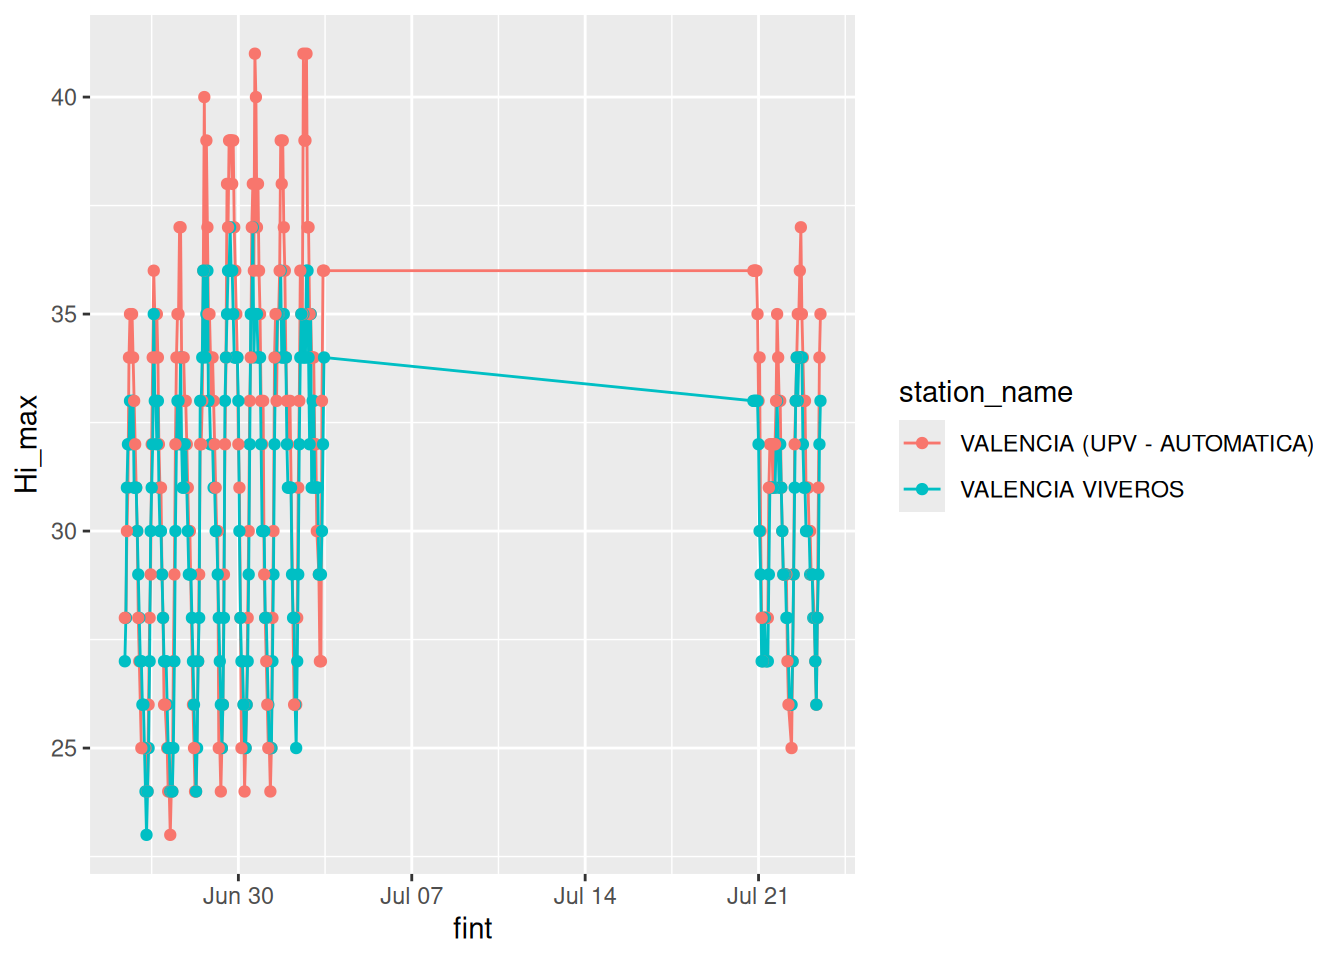 40
35
30
25
Hi_max
Jun 30
Jul 07
Jul 14
Jul 21
fint
station_name
VALENCIA (UPV - AUTOMATICA)
VALENCIA VIVEROS